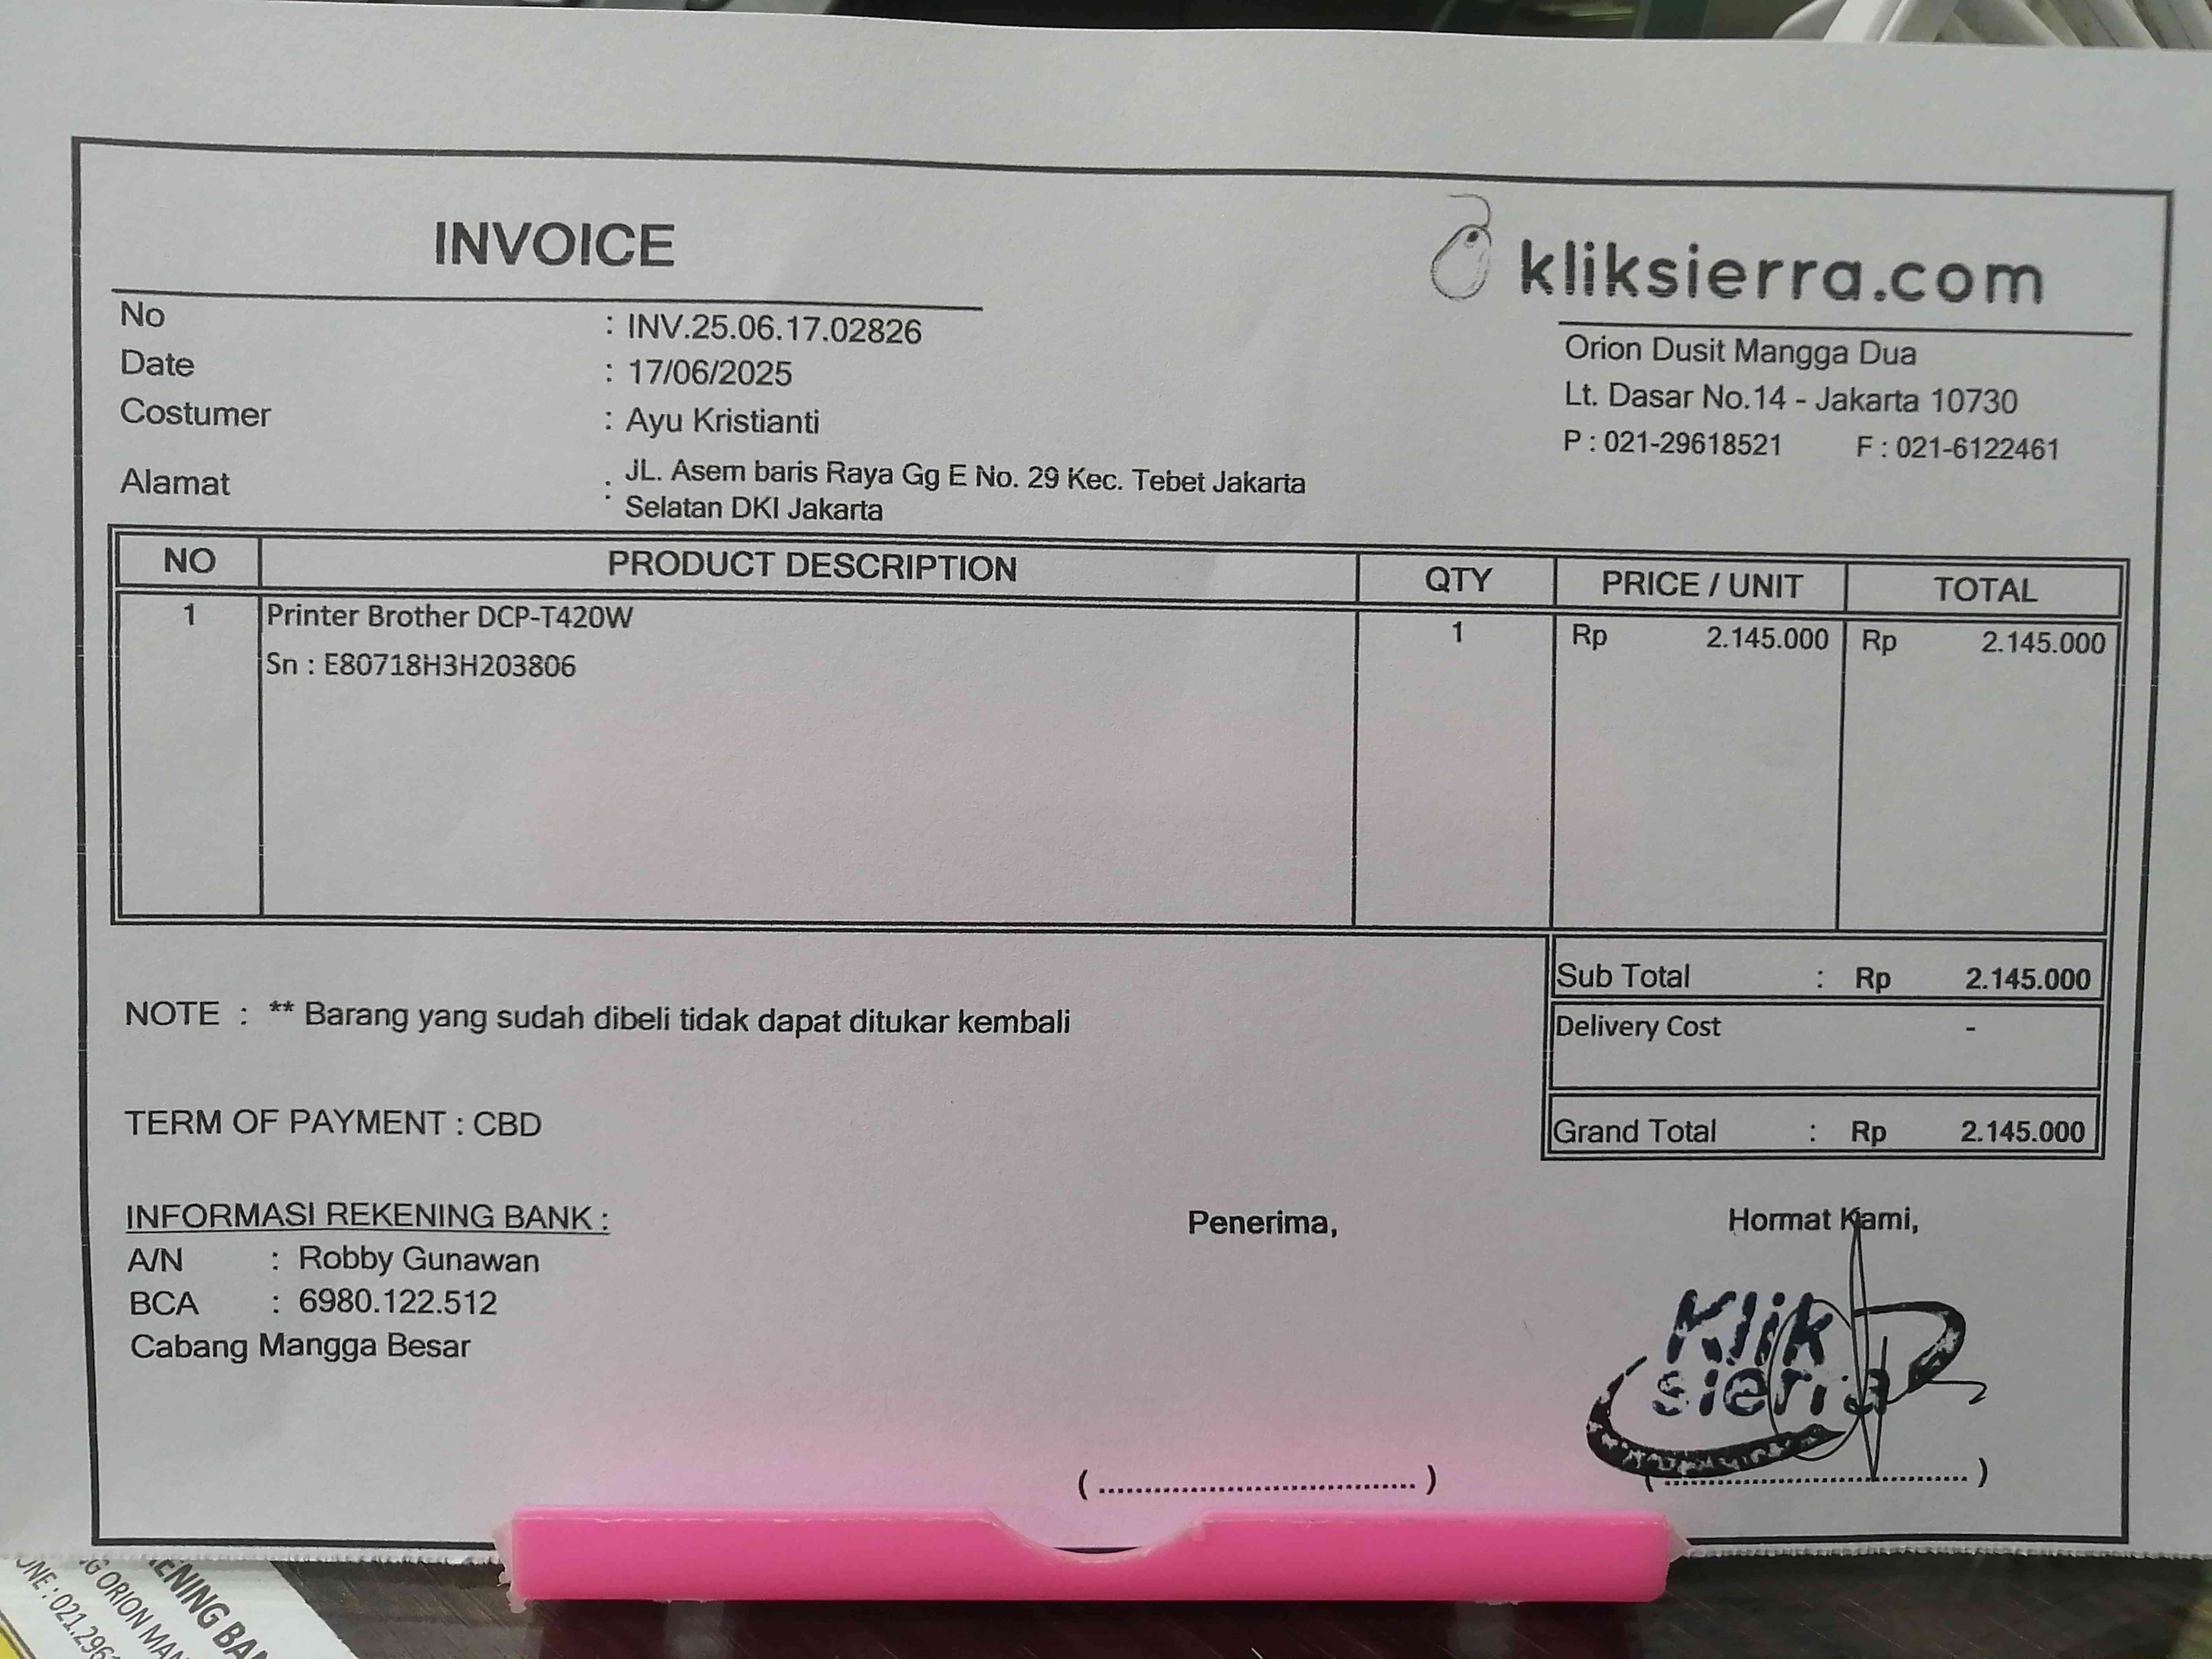 INVOICE
kliksierra.com
No : INV.25.06.17.02826
Date : 17/06/2025
Costumer : Ayu Kristianti
Alamat : JL. Asem baris Raya Gg E No. 29 Kec. Tebet Jakarta
Selatan DKI Jakarta
Orion Dusit Mangga Dua
Lt. Dasar No.14 - Jakarta 10730
P : 021-29618521 F : 021-6122461
NO PRODUCT DESCRIPTION QTY PRICE / UNIT TOTAL
1 Printer Brother DCP-T420W 1 Rp 2.145.000 Rp 2.145.000
Sn : E80718H3H203806
Sub Total : Rp 2.145.000
Delivery Cost -
Grand Total : Rp 2.145.000
NOTE : ** Barang yang sudah dibeli tidak dapat ditukar kembali
TERM OF PAYMENT : CBD
INFORMASI REKENING BANK :
A/N : Robby Gunawan
BCA : 6980.122.512
Cabang Mangga Besar
Penerima,
(................................)
Hormat Kami,
Klik
sierra
(................................)